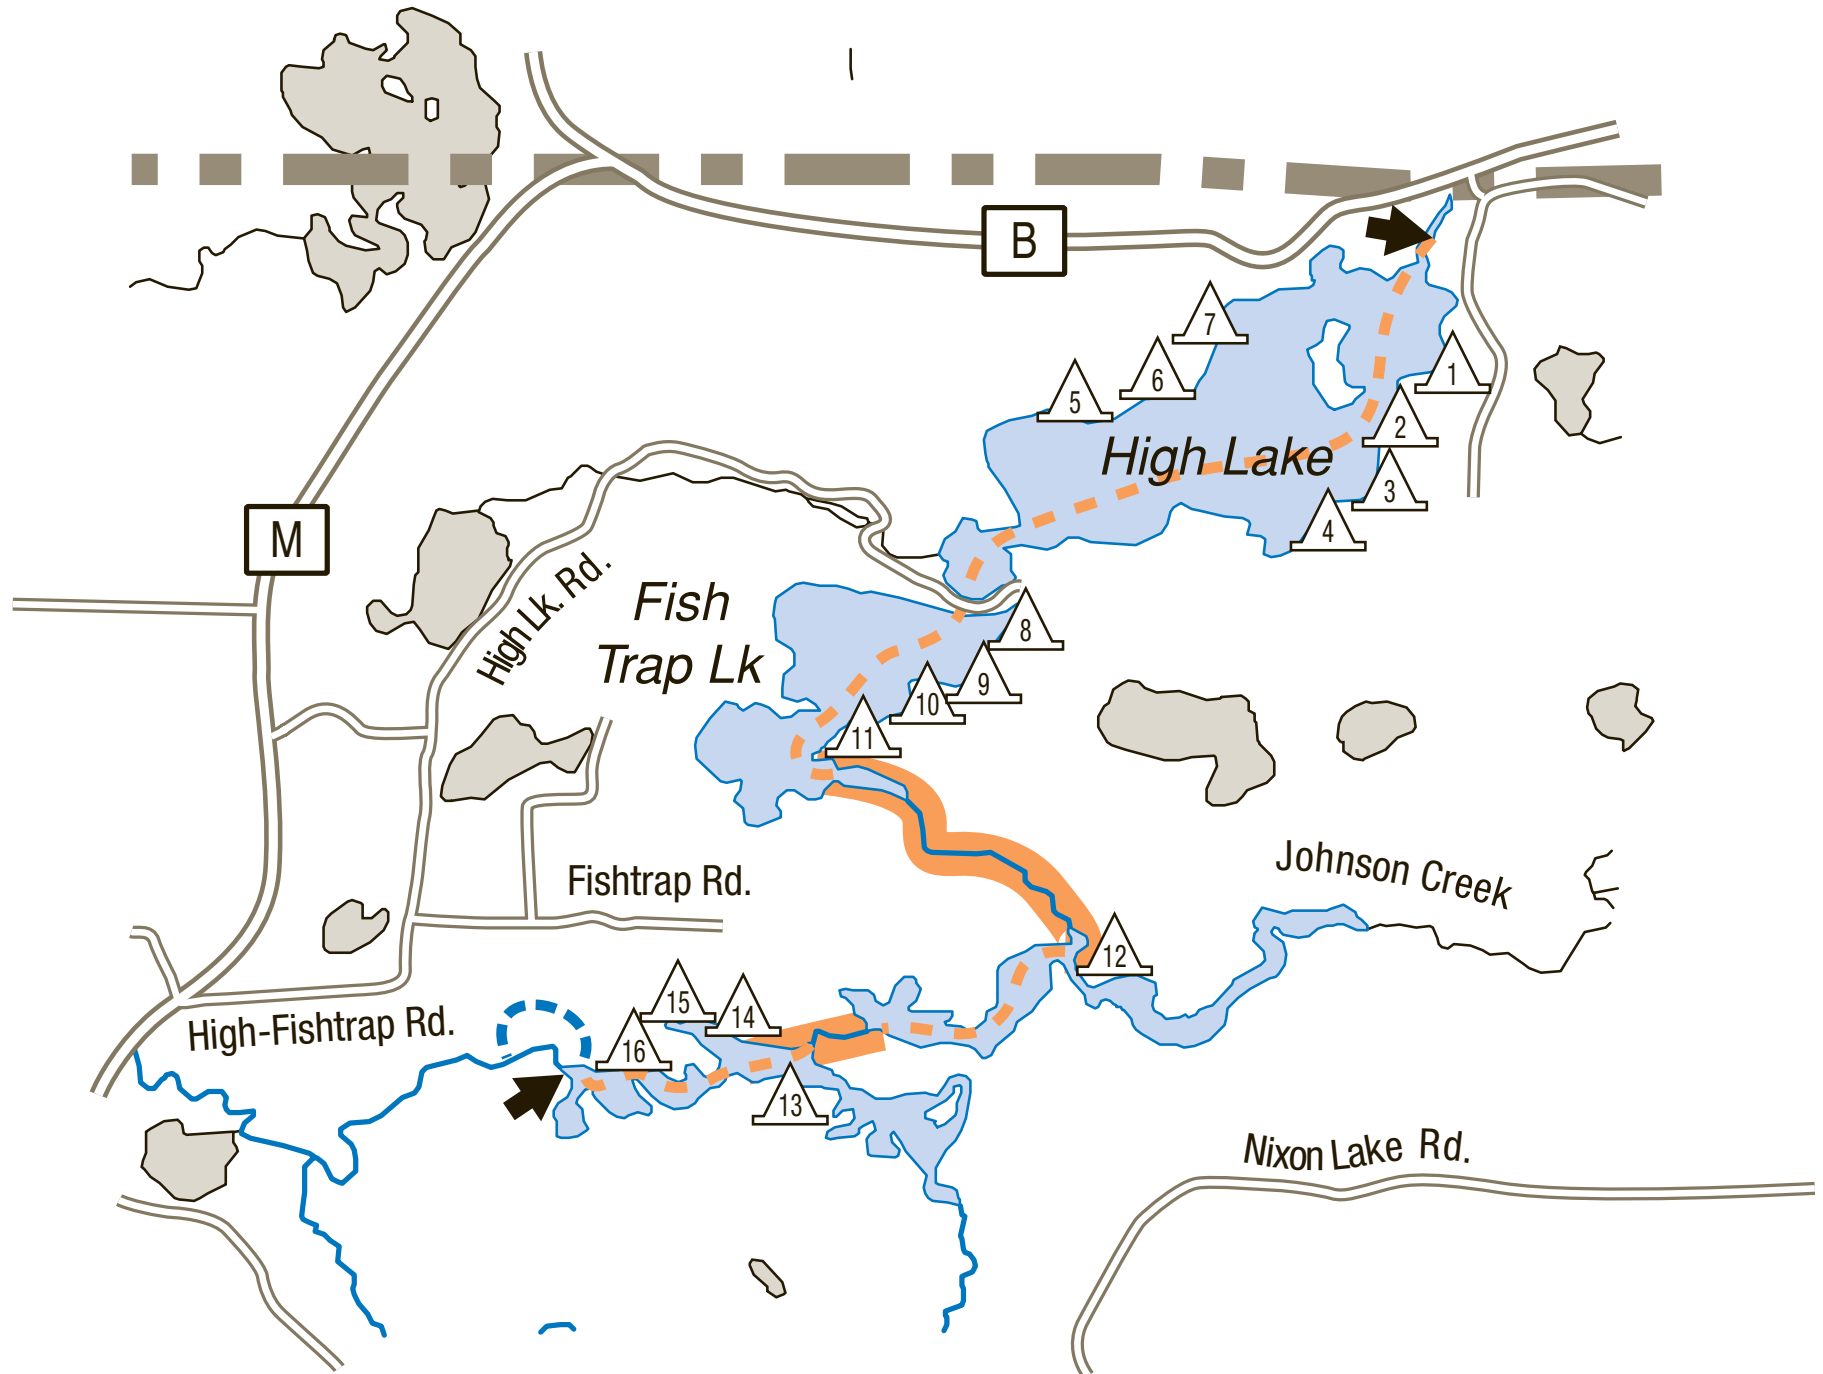 B
7
1
6
5
2
High Lake
3
4
M
High Lk. Rd.
Fish
Trap Lk
8
9
10
11
Fishtrap Rd.
Johnson Creek
12
15
14
High-Fishtrap Rd.
16
13
Nixon Lake Rd.